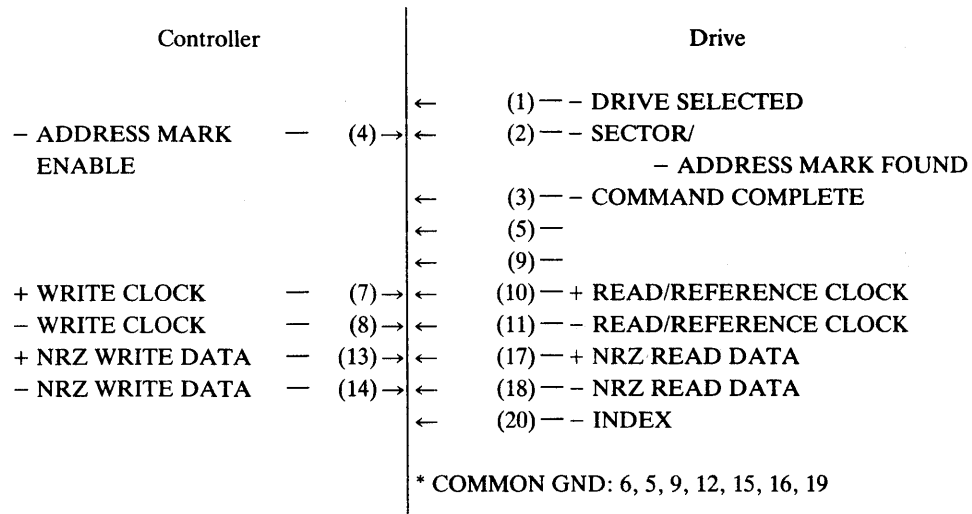 Controller Drive
← (1) — – DRIVE SELECTED
– ADDRESS MARK — (4) → ← (2) — – SECTOR/
ENABLE – ADDRESS MARK FOUND
← (3) — – COMMAND COMPLETE
← (5) —
← (9) —
+ WRITE CLOCK — (7) → ← (10) — + READ/REFERENCE CLOCK
– WRITE CLOCK — (8) → ← (11) — – READ/REFERENCE CLOCK
+ NRZ WRITE DATA — (13) → ← (17) — + NRZ READ DATA
– NRZ WRITE DATA — (14) → ← (18) — – NRZ READ DATA
← (20) — – INDEX
* COMMON GND: 6, 5, 9, 12, 15, 16, 19